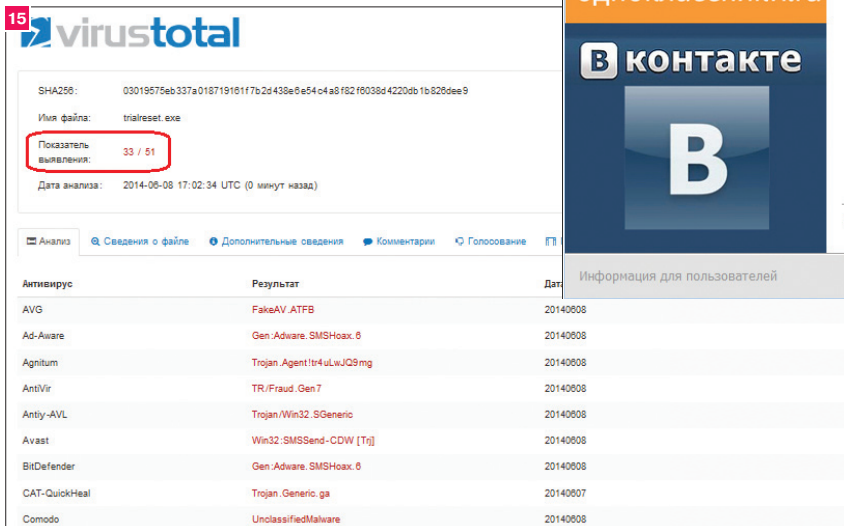 15
virustotal
SHA256: 03019575eb337a018719161f7b2d438e6e54c4a8f82f6038d4220db1b826dee9
Имя файла: trialreset.exe
Показатель выявления: 33 / 51
Дата анализа: 2014-06-08 17:02:34 UTC (0 минут назад)
Анализ Сведения о файле Дополнительные сведения Комментарии Голосование
Антивирус Результат Дата
AVG FakeAV.ATFB 20140608
Ad-Aware Gen:Adware.SMSHoax.6 20140608
Agnitum Trojan.Agent!tr4uLwJQ9mg 20140608
AntiVir TR/Fraud.Gen7 20140608
Antiy-AVL Trojan/Win32.SGeneric 20140608
Avast Win32:SMSSend-CDW [Trj] 20140608
BitDefender Gen:Adware.SMSHoax.6 20140608
CAT-QuickHeal Trojan.Generic.ga 20140607
Comodo UnclassifiedMalware 20140608
В контакте
В
Информация для пользователей